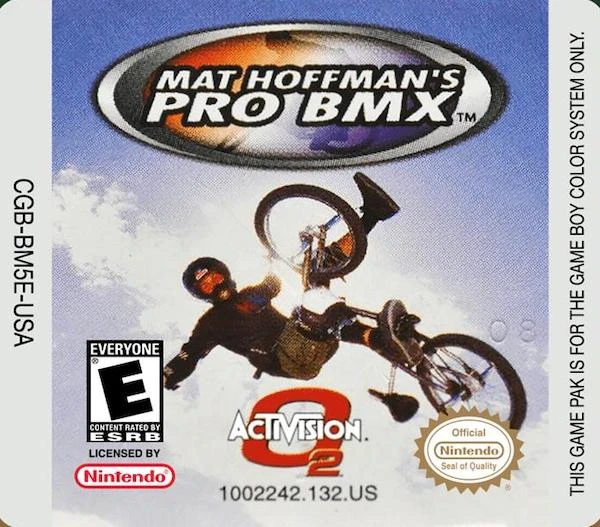 MAT HOFFMAN'S
PRO BMX TM
CGB-BM5E-USA
THIS GAME PAK IS FOR THE GAME BOY COLOR SYSTEM ONLY.
08
EVERYONE
E
®
CONTENT RATED BY
ESRB
LICENSED BY
Nintendo®
ACTIVISION.
O2
1002242.132.US
Official
Nintendo
Seal of Quality
®